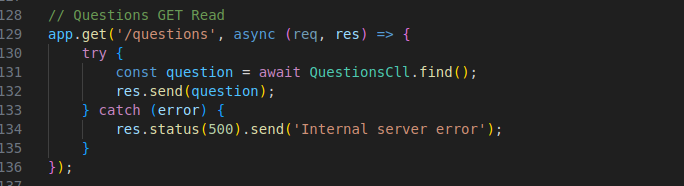 128 // Questions GET Read
129 app.get('/questions', async (req, res) => {
130     try {
131         const question = await QuestionsCll.find();
132         res.send(question);
133     } catch (error) {
134         res.status(500).send('Internal server error');
135     }
136 });
137